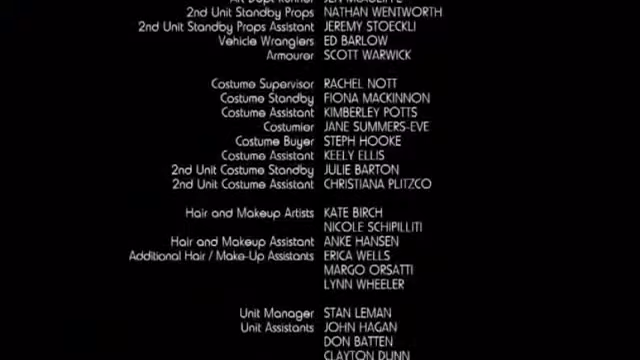 2nd Unit Standby Props NATHAN WENTWORTH
2nd Unit Standby Props Assistant JEREMY STOECKLI
Vehicle Wranglers ED BARLOW
Armourer SCOTT WARWICK
Costume Supervisor RACHEL NOTT
Costume Standby FIONA MACKINNON
Costume Assistant KIMBERLEY POTTS
Costumier JANE SUMMERS-EVE
Costume Buyer STEPH HOOKE
Costume Assistant KEELY ELLIS
2nd Unit Costume Standby JULIE BARTON
2nd Unit Costume Assistant CHRISTIANA PLITZCO
Hair and Makeup Artists KATE BIRCH
NICOLE SCHIPILLITI
Hair and Makeup Assistant ANKE HANSEN
Additional Hair / Make-Up Assistants ERICA WELLS
MARGO ORSATTI
LYNN WHEELER
Unit Manager STAN LEMAN
Unit Assistants JOHN HAGAN
DON BATTEN
CLAYTON DUNN